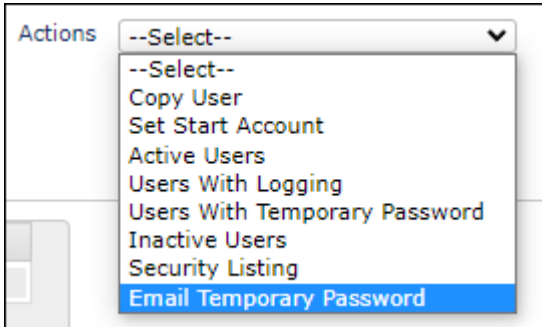 Actions --Select--
--Select--
Copy User
Set Start Account
Active Users
Users With Logging
Users With Temporary Password
Inactive Users
Security Listing
Email Temporary Password